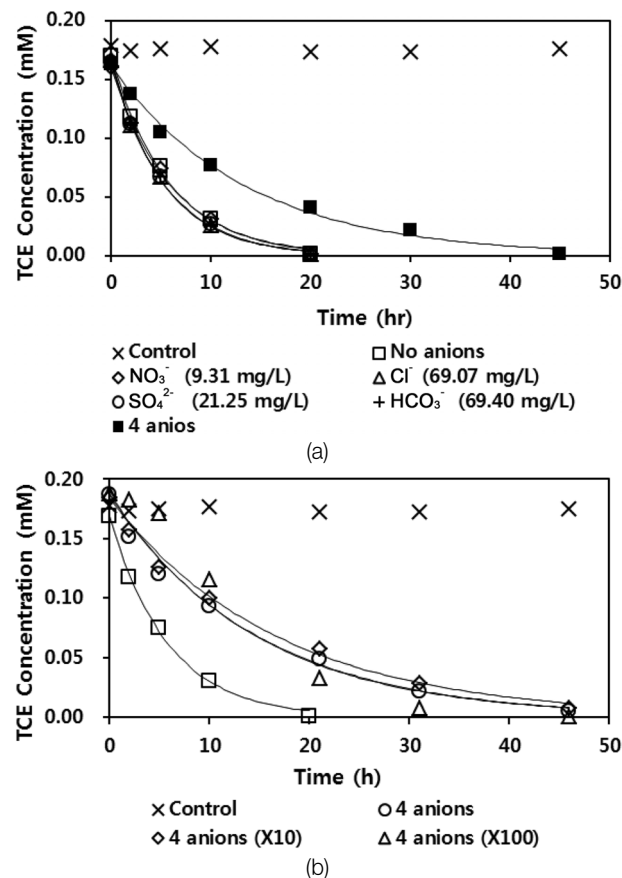 0.20
0.15
0.10
0.05
0.00
TCE Concentration (mM)
0 10 20 30 40 50
Time (hr)
Control No anions
NO₃⁻ (9.31 mg/L) Cl⁻ (69.07 mg/L)
SO₄²⁻ (21.25 mg/L) HCO₃⁻ (69.40 mg/L)
4 anios
(a)
0.20
0.15
0.10
0.05
0.00
TCE Concentration (mM)
0 10 20 30 40 50
Time (h)
Control 4 anions
4 anions (X10) 4 anions (X100)
(b)